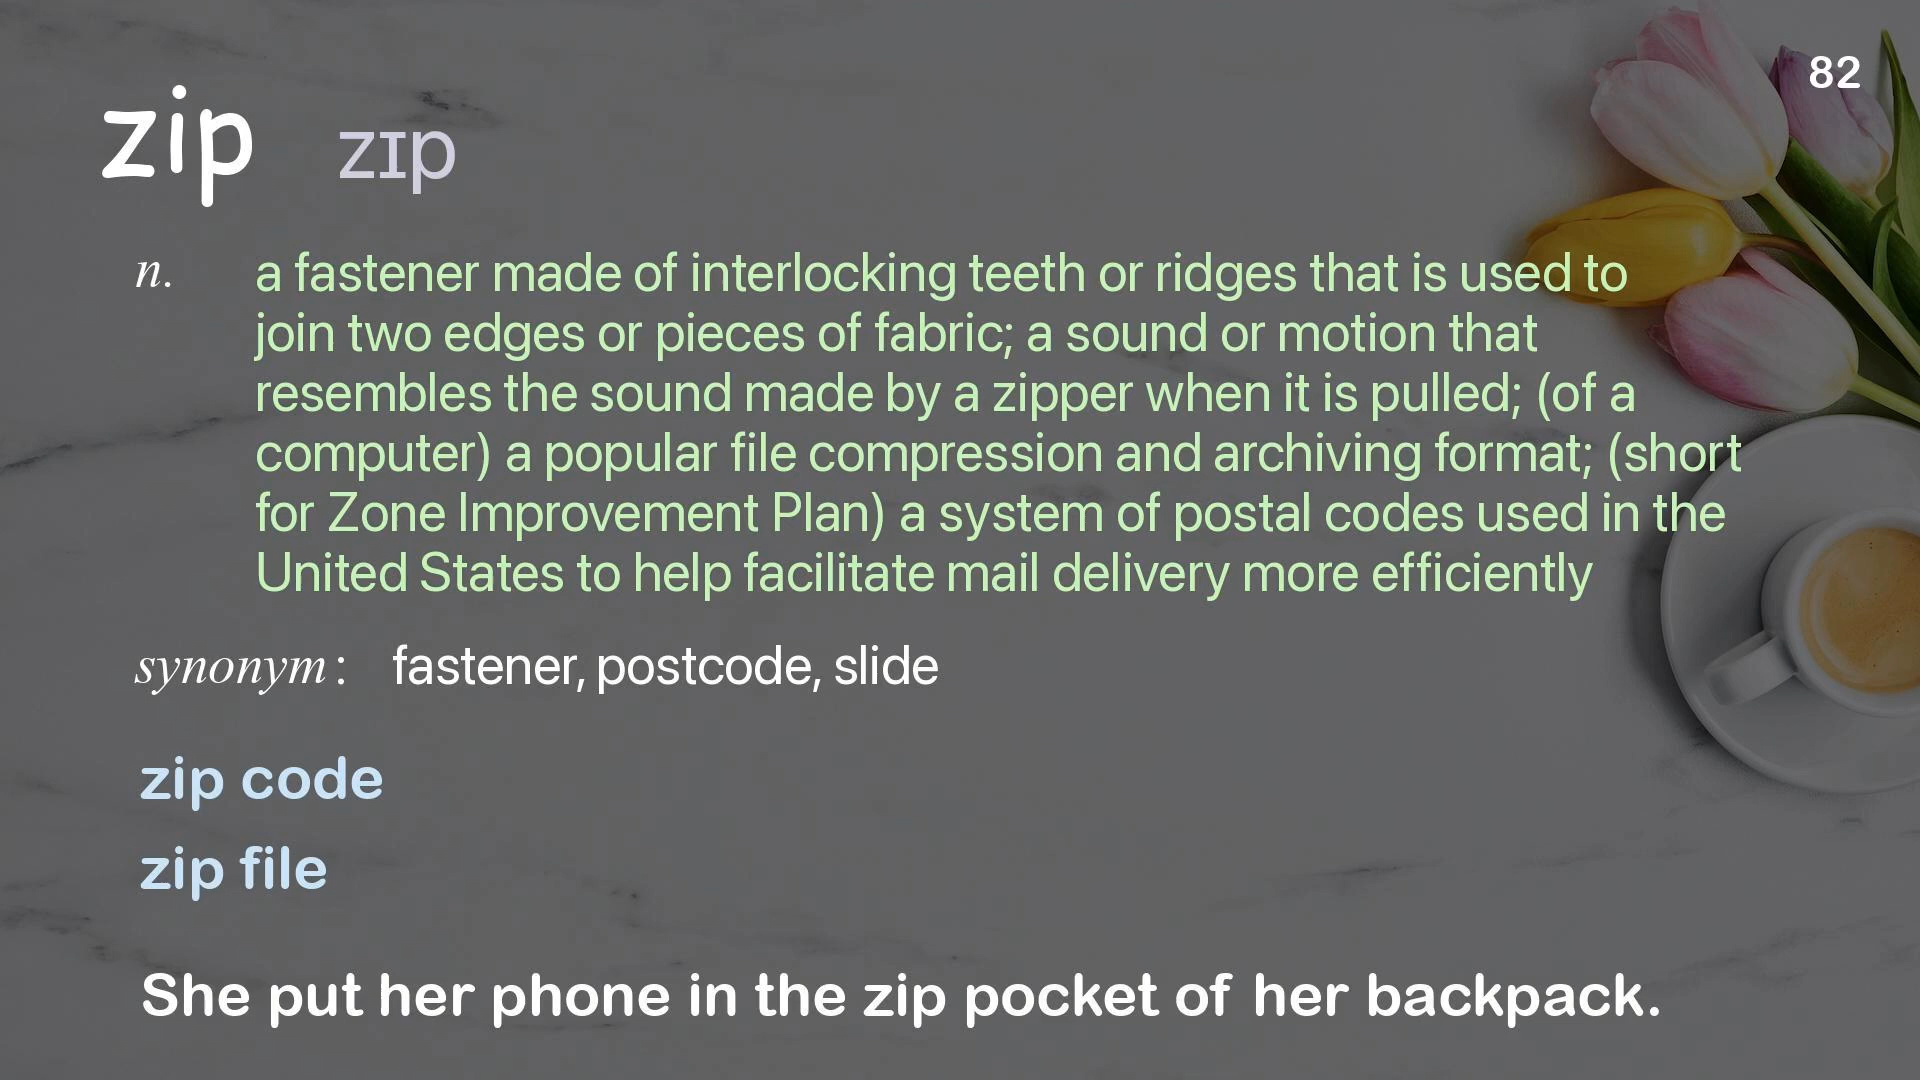 82
zip zɪp
n. a fastener made of interlocking teeth or ridges that is used to
join two edges or pieces of fabric; a sound or motion that
resembles the sound made by a zipper when it is pulled; (of a
computer) a popular file compression and archiving format; (short
for Zone Improvement Plan) a system of postal codes used in the
United States to help facilitate mail delivery more efficiently
synonym: fastener, postcode, slide
zip code
zip file
She put her phone in the zip pocket of her backpack.